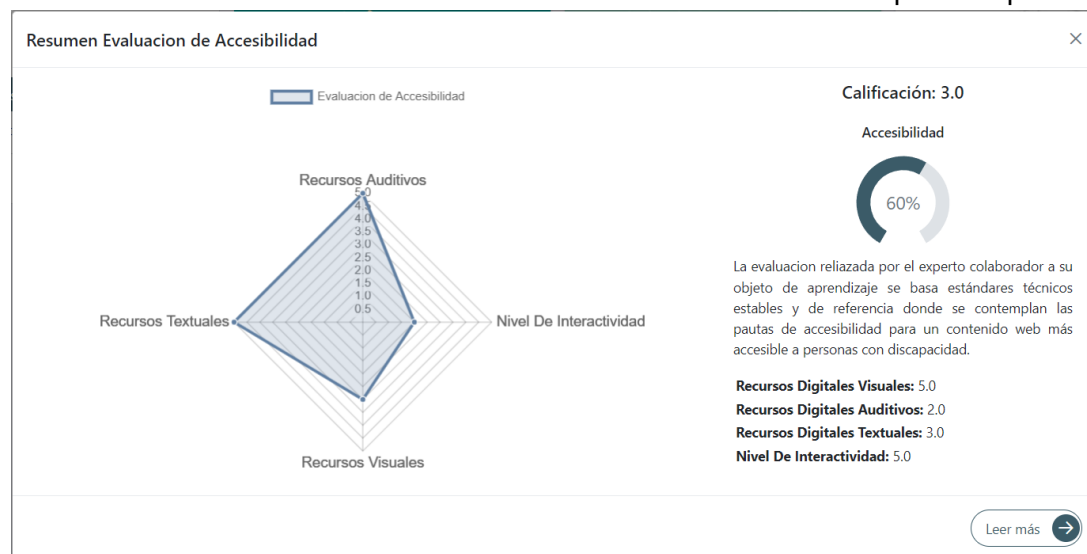 Resumen Evaluacion de Accesibilidad
Evaluacion de Accesibilidad
Recursos Auditivos
5.0
4.5
4.0
3.5
3.0
2.5
2.0
1.5
1.0
0.5
Recursos Textuales
Nivel De Interactividad
Recursos Visuales
Calificación: 3.0
Accesibilidad
60%
La evaluacion reliazada por el experto colaborador a su
objeto de aprendizaje se basa estándares técnicos
estables y de referencia donde se contemplan las
pautas de accesibilidad para un contenido web más
accesible a personas con discapacidad.
Recursos Digitales Visuales: 5.0
Recursos Digitales Auditivos: 2.0
Recursos Digitales Textuales: 3.0
Nivel De Interactividad: 5.0
Leer más